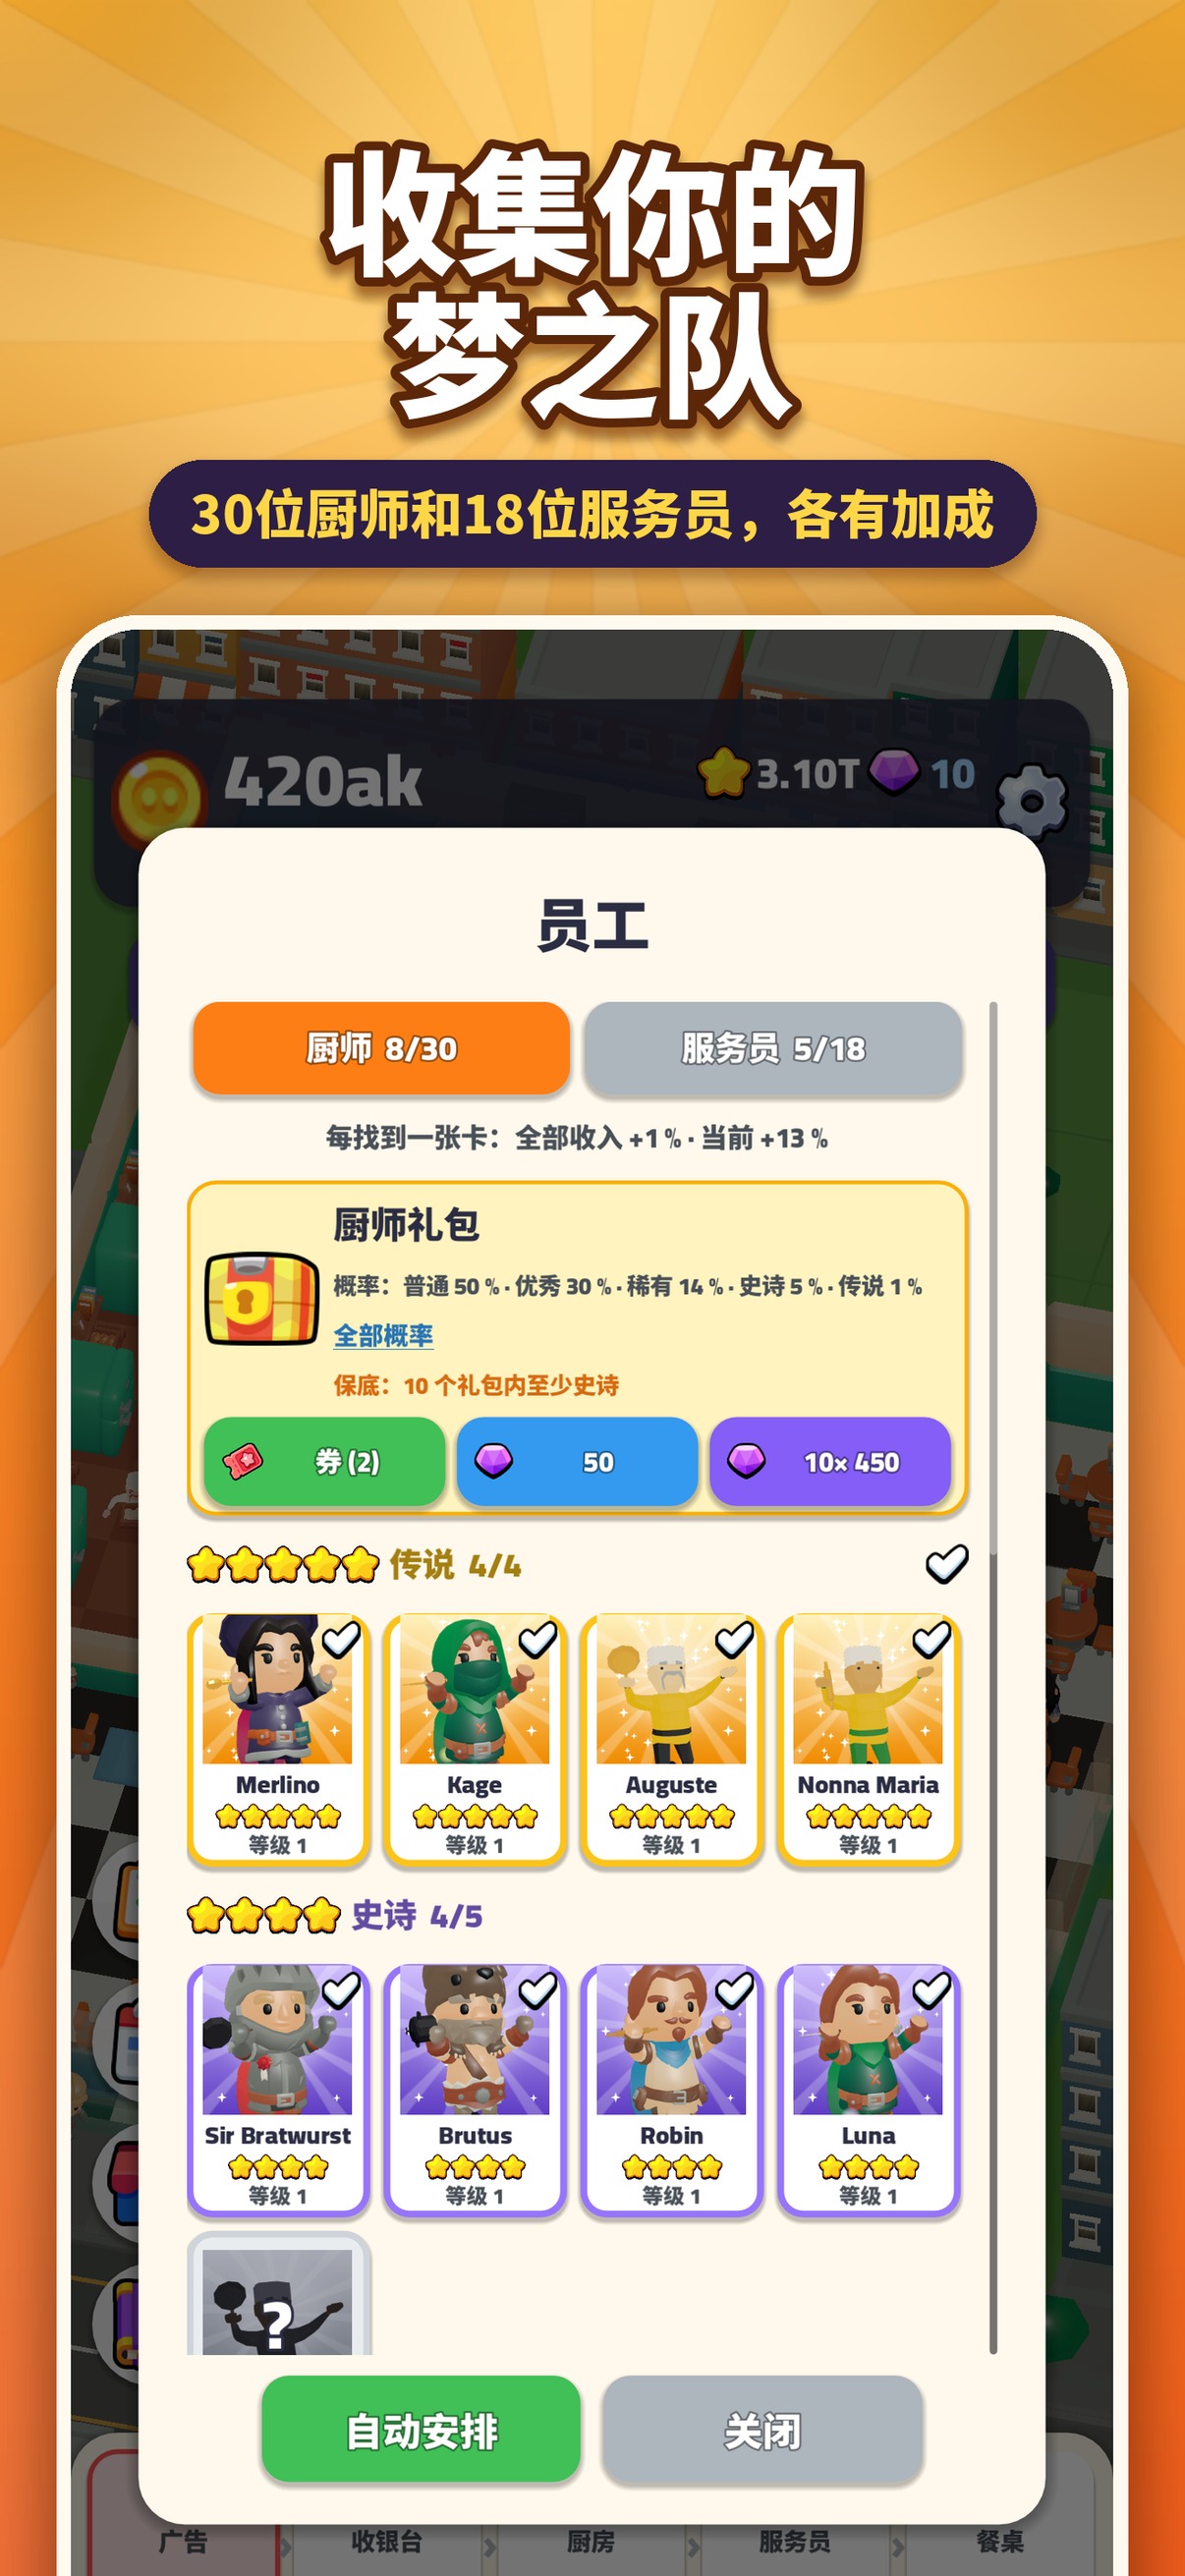 收集你的
梦之队
30位厨师和18位服务员，各有加成
420ak
3.10T
10
员工
厨师 8/30
服务员 5/18
每找到一张卡：全部收入 +1 % · 当前 +13 %
厨师礼包
概率：普通 50 % · 优秀 30 % · 稀有 14 % · 史诗 5 % · 传说 1 %
全部概率
保底：10 个礼包内至少史诗
券 (2)
50
10× 450
传说 4/4
Merlino
Kage
Auguste
Nonna Maria
等级 1
等级 1
等级 1
等级 1
史诗 4/5
Sir Bratwurst
Brutus
Robin
Luna
等级 1
等级 1
等级 1
等级 1
?
自动安排
关闭
广告
收银台
厨房
服务员
餐桌